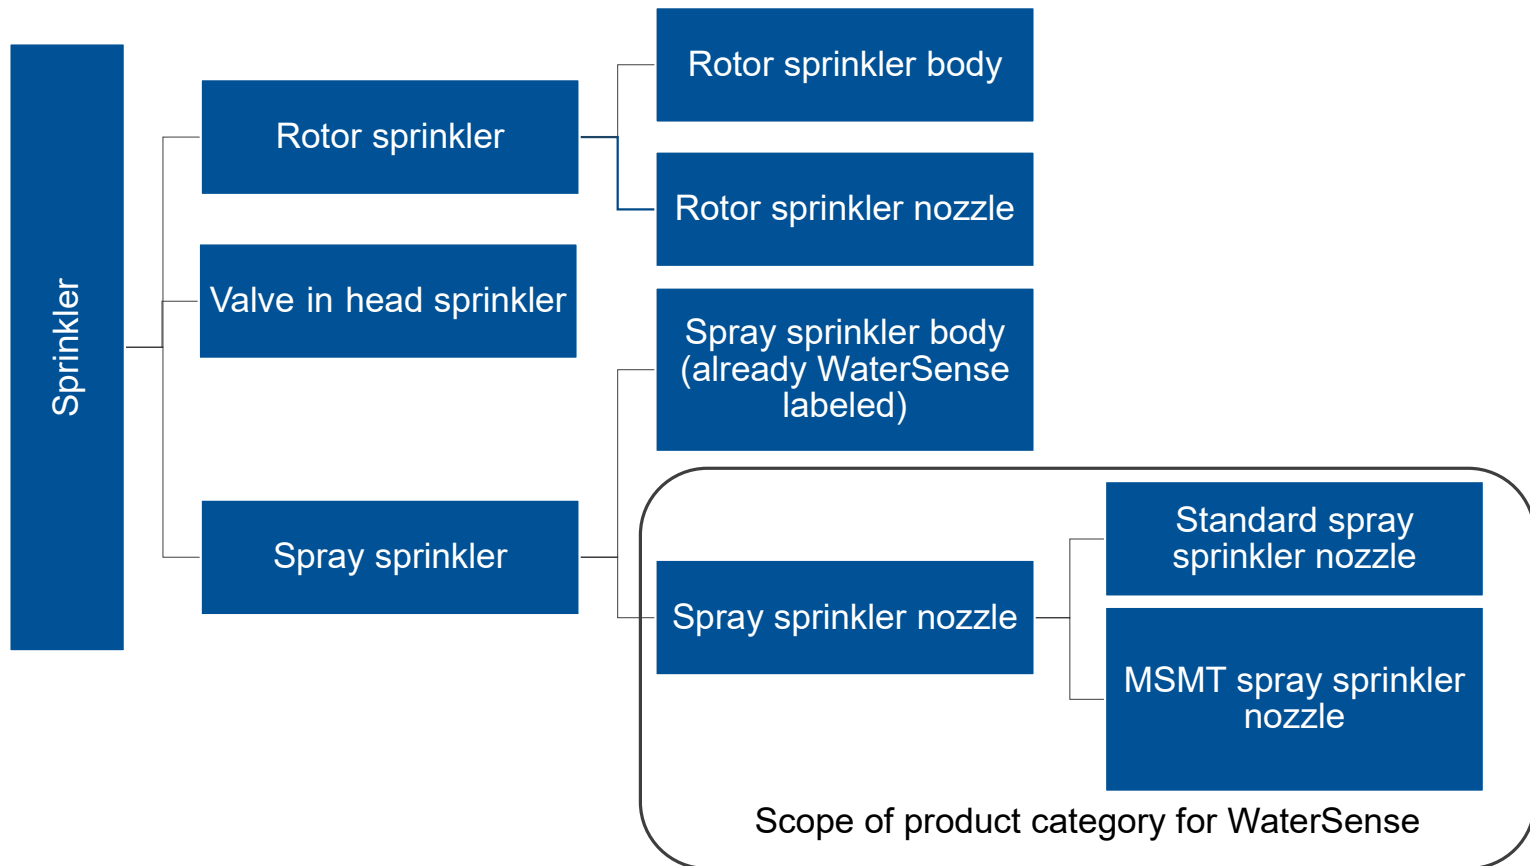 Sprinkler
Rotor sprinkler
Rotor sprinkler body
Rotor sprinkler nozzle
Valve in head sprinkler
Spray sprinkler
Spray sprinkler body
(already WaterSense
labeled)
Spray sprinkler nozzle
Standard spray
sprinkler nozzle
MSMT spray sprinkler
nozzle
Scope of product category for WaterSense